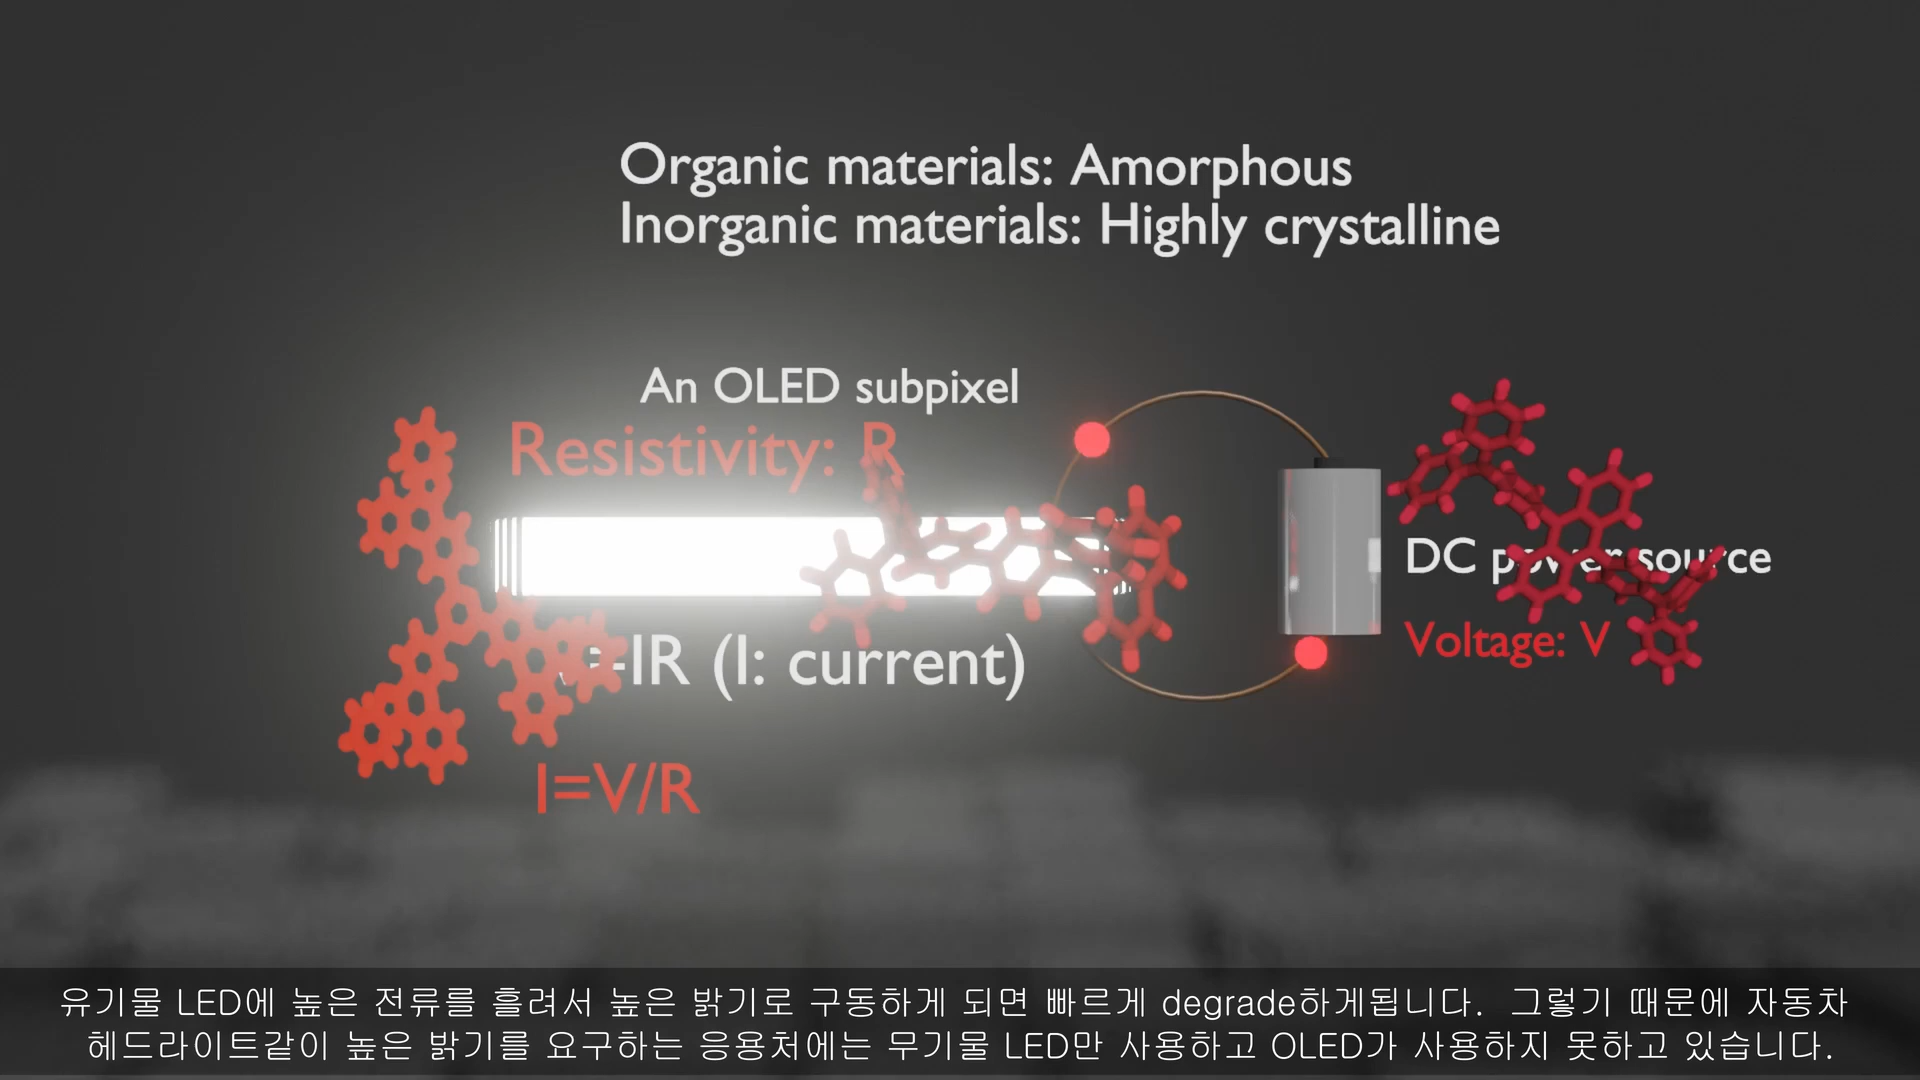 Organic materials: Amorphous
Inorganic materials: Highly crystalline
An OLED subpixel
Resistivity: R
DC power source
Voltage: V
=IR (I: current)
I=V/R
유기물 LED에 높은 전류를 흘려서 높은 밝기로 구동하게 되면 빠르게 degrade하게됩니다. 그렇기 때문에 자동차
헤드라이트같이 높은 밝기를 요구하는 응용처에는 무기물 LED만 사용하고 OLED가 사용하지 못하고 있습니다.